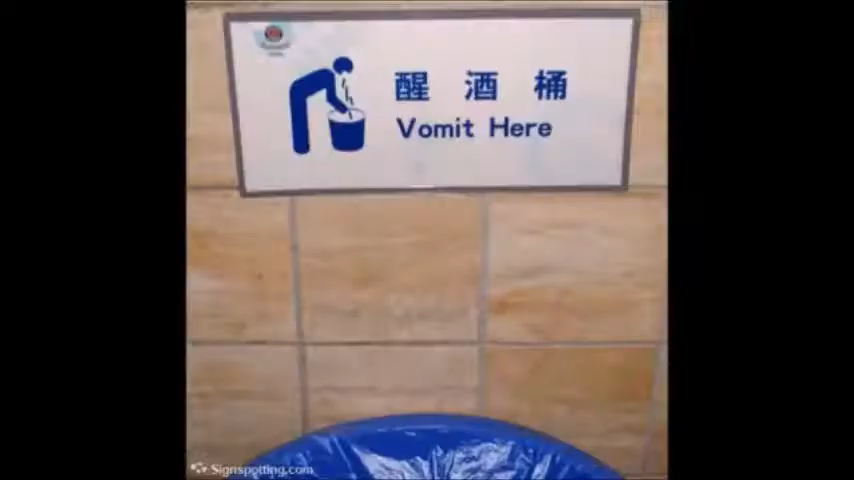 醒 酒 桶
Vomit Here
Signspotting.com